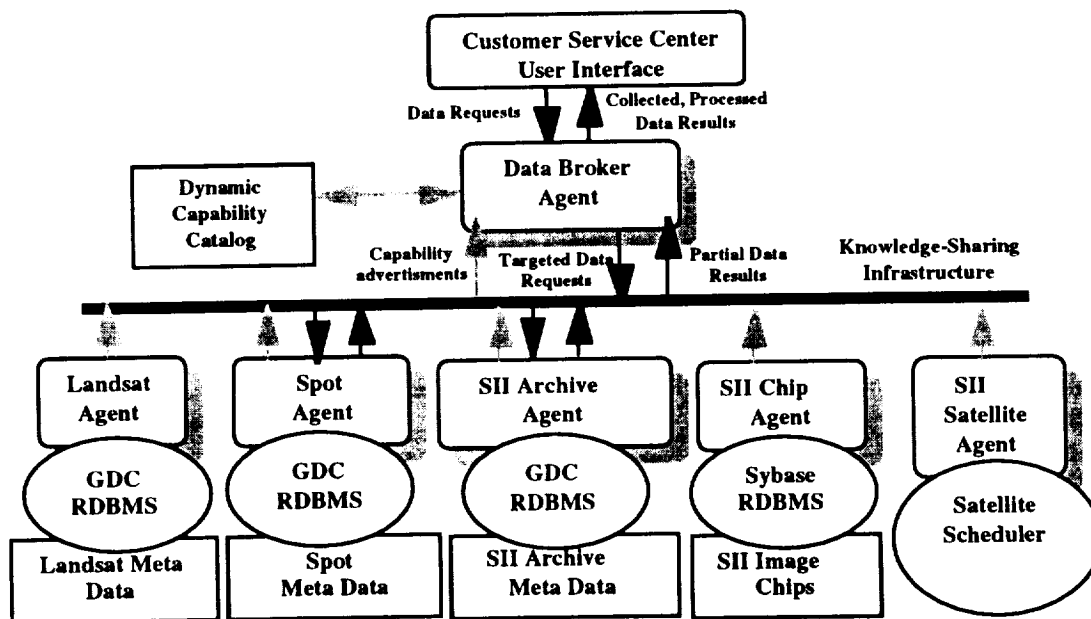 Customer Service Center
User Interface
Data Requests
Collected, Processed
Data Results
Data Broker
Agent
Dynamic
Capability
Catalog
Capability
advertisments
Targeted Data
Requests
Partial Data
Results
Knowledge-Sharing
Infrastructure
Landsat
Agent
Spot
Agent
SII Archive
Agent
SII Chip
Agent
SII
Satellite
Agent
GDC
RDBMS
GDC
RDBMS
GDC
RDBMS
Sybase
RDBMS
Satellite
Scheduler
Landsat Meta
Data
Spot
Meta Data
SII Archive
Meta Data
SII Image
Chips